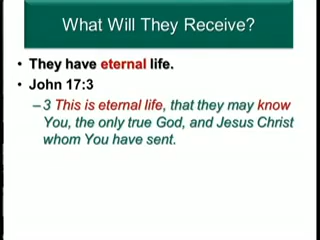 What Will They Receive?
• They have eternal life.
• John 17:3
– 3 This is eternal life, that they may know
You, the only true God, and Jesus Christ
whom You have sent.